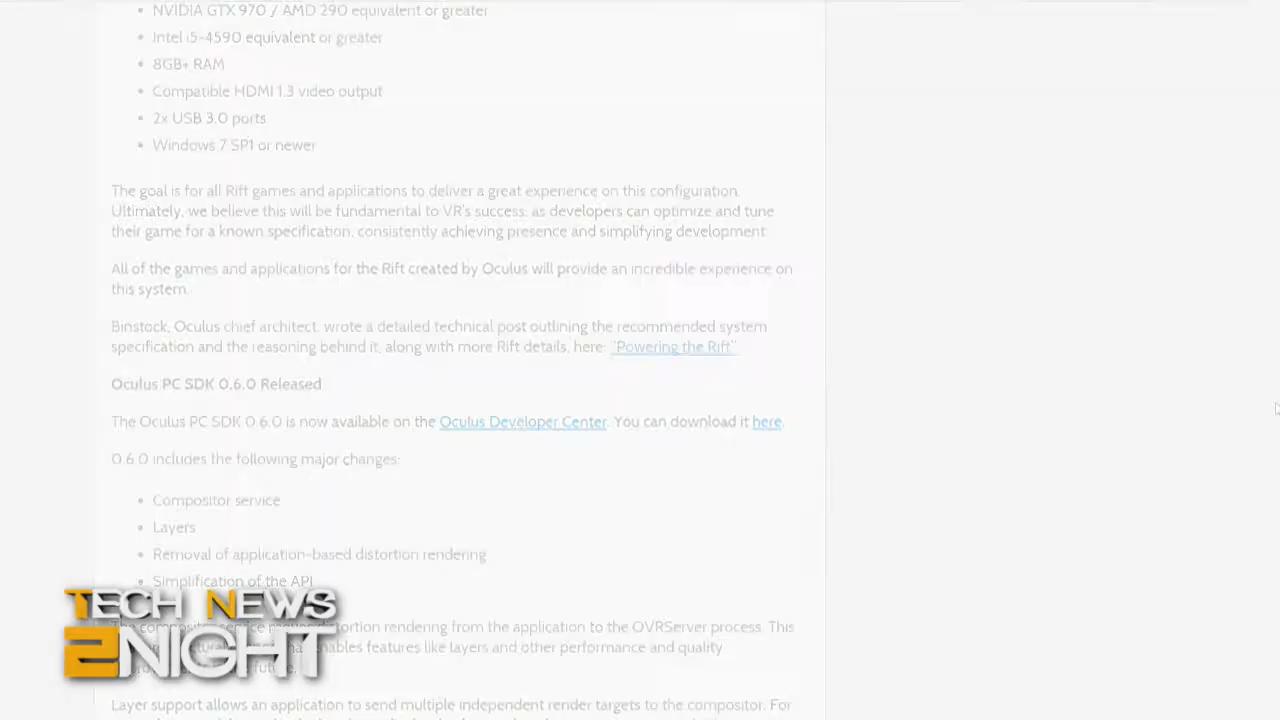 NVIDIA GTX 970 / AMD 290 equivalent or greater
Intel i5-4590 equivalent or greater
8GB+ RAM
Compatible HDMI 1.3 video output
2x USB 3.0 ports
Windows 7 SP1 or newer
The goal is for all Rift games and applications to deliver a great experience on this configuration.
Ultimately, we believe this will be fundamental to VR's success, as developers can optimize and tune
their game for a known specification, consistently achieving presence and simplifying development.
All of the games and applications for the Rift created by Oculus will provide an incredible experience on
this system.
Binstock, Oculus chief architect, wrote a detailed technical post outlining the recommended system
specification and the reasoning behind it, along with more Rift details, here: "Powering the Rift"
Oculus PC SDK 0.6.0 Released
The Oculus PC SDK 0.6.0 is now available on the Oculus Developer Center. You can download it here.
0.6.0 includes the following major changes:
Compositor service
Layers
Removal of application-based distortion rendering
Simplification of the API
TECH NEWS
2NIGHT
The compositor service distortion rendering from the application to the OVRServer process. This
enables features like layers and other performance and quality
Layer support allows an application to send multiple independent render targets to the compositor. For